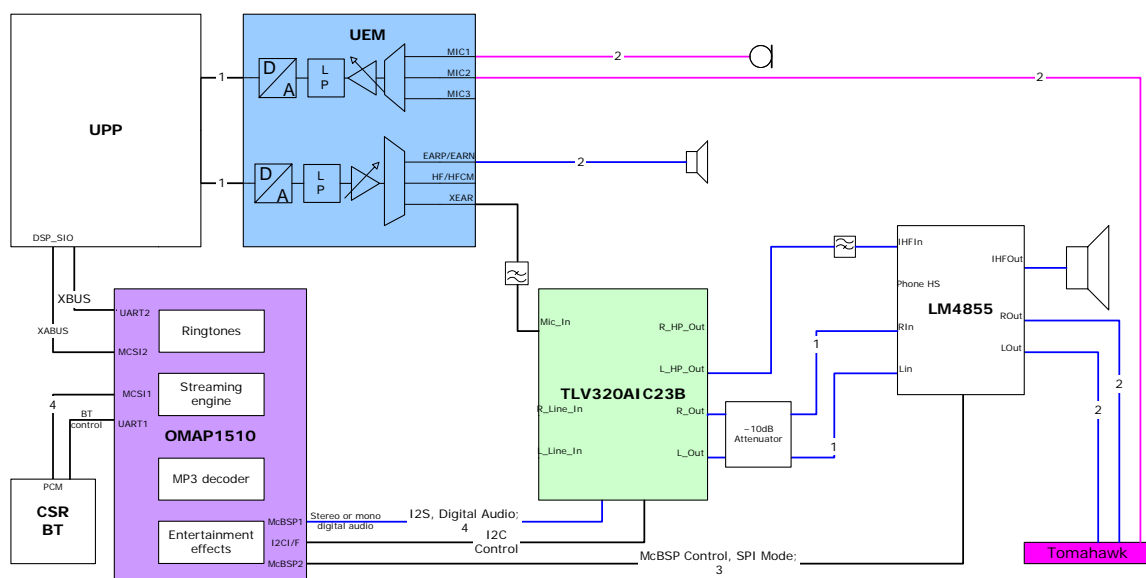 UEM
MIC1
2
D
L
MIC2
2
1
P
A
MIC3
UPP
EARP/EARN
2
D
L
HF/HFCM
1
P
A
XEAR
DSP_SIO
IHFIn
IHFOut
Phone HS
XBUS
LM4855
UART2
Mic_In
ROut
Ringtones
R_HP_Out
RIn
XABUS
1
MCSI2
LOut
L_HP_Out
Lin
Streaming
engine
MCSI1
TLV320AIC23B
2
4
R_Line_In
R_Out
2
BT
control
UART1
~10dB
Attenuator
OMAP1510
1
L_Line_In
L_Out
MP3 decoder
PCM
CSR
BT
Stereo or mono
digital audio
I2S, Digital Audio;
4
McBSP1
Entertainment
effects
I2C
Control
I2CI/F
McBSP2
McBSP Control, SPI Mode;
3
Tomahawk